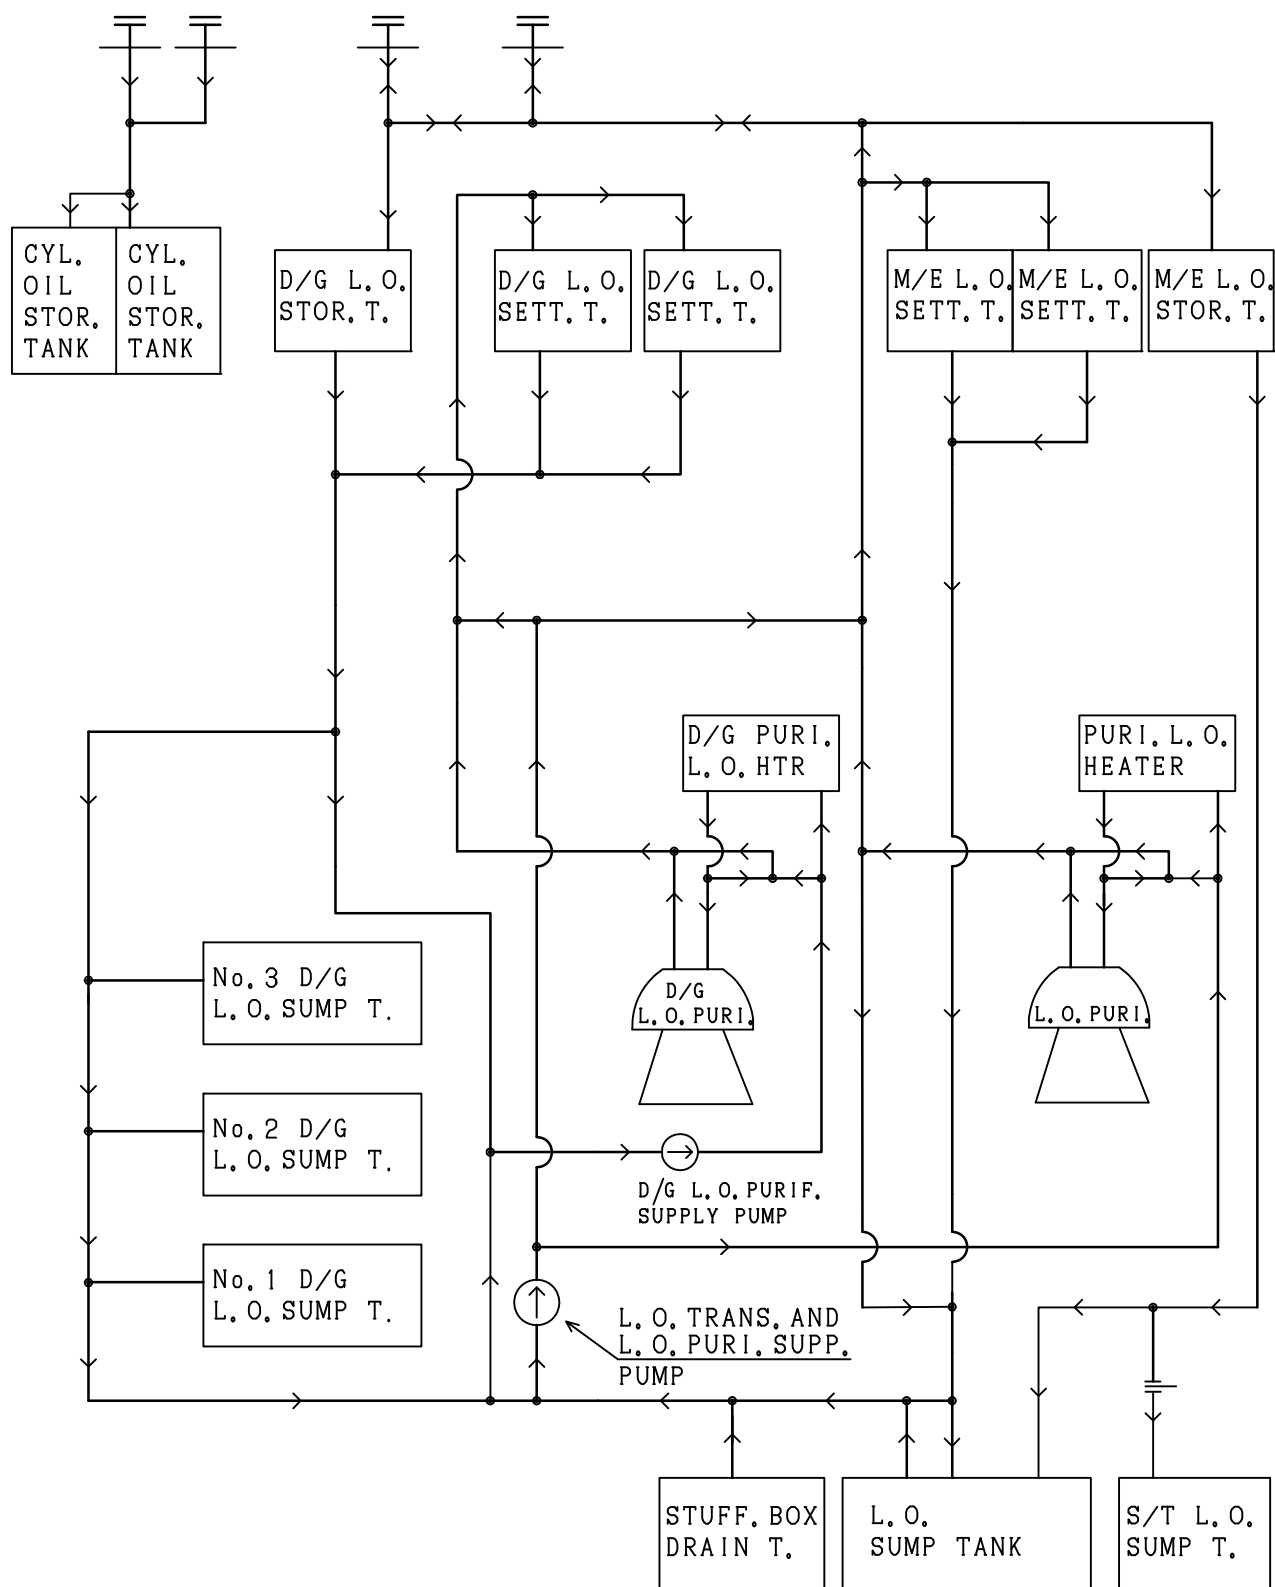 CYL.
OIL
STOR.
TANK
CYL.
OIL
STOR.
TANK
D/G L.O.
STOR.T.
D/G L.O.
SETT.T.
D/G L.O.
SETT.T.
M/E L.O.
SETT.T.
M/E L.O.
SETT.T.
M/E L.O.
STOR.T.
D/G PURI.
L.O.HTR
PURI.L.O.
HEATER
No.3 D/G
L.O.SUMP T.
D/G
L.O.PURI.
L.O.PURI.
No.2 D/G
L.O.SUMP T.
D/G L.O.PURIF.
SUPPLY PUMP
No.1 D/G
L.O.SUMP T.
L.O.TRANS.AND
L.O.PURI.SUPP.
PUMP
STUFF.BOX
DRAIN T.
L.O.
SUMP TANK
S/T L.O.
SUMP T.